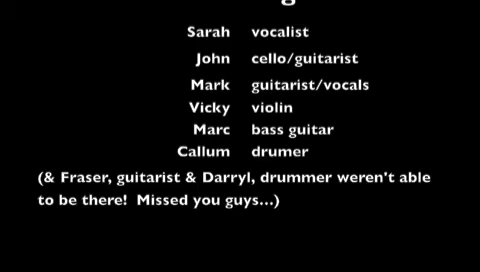 Sarah vocalist
John cello/guitarist
Mark guitarist/vocals
Vicky violin
Marc bass guitar
Callum drumer
(& Fraser, guitarist & Darryl, drummer weren't able
to be there! Missed you guys...)